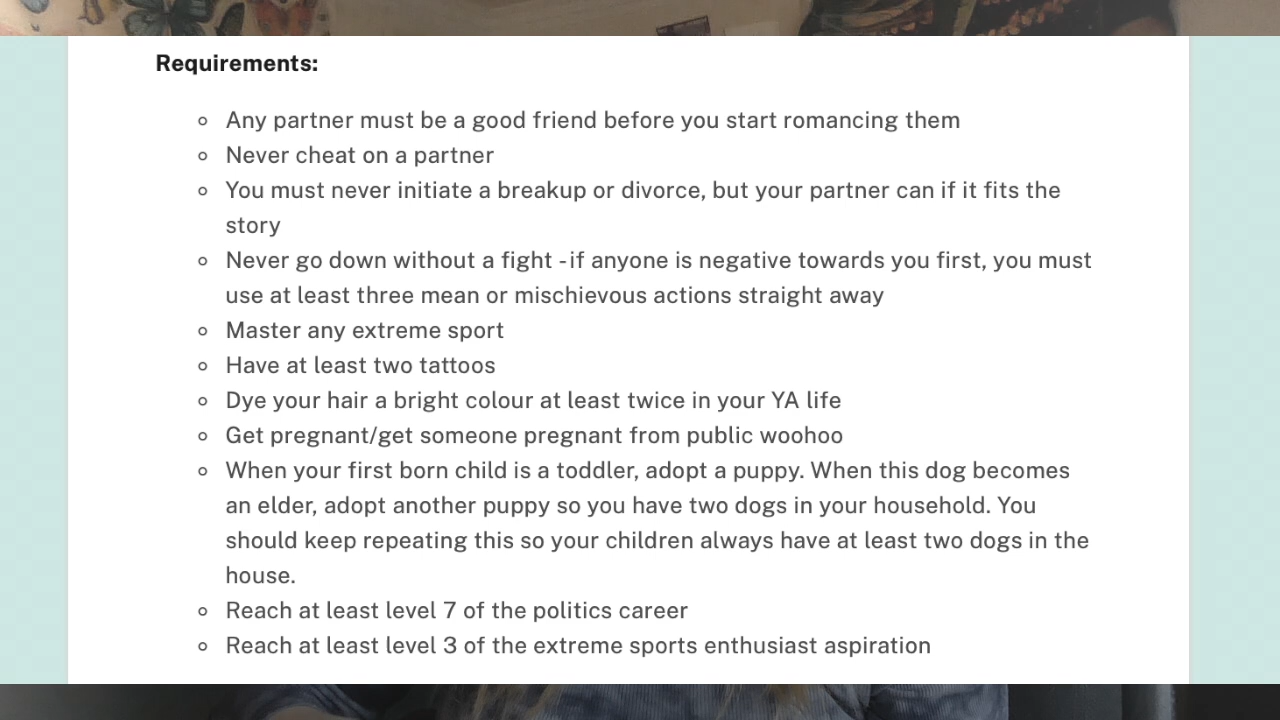 Requirements:
Any partner must be a good friend before you start romancing them
Never cheat on a partner
You must never initiate a breakup or divorce, but your partner can if it fits the
story
Never go down without a fight - if anyone is negative towards you first, you must
use at least three mean or mischievous actions straight away
Master any extreme sport
Have at least two tattoos
Dye your hair a bright colour at least twice in your YA life
Get pregnant/get someone pregnant from public woohoo
When your first born child is a toddler, adopt a puppy. When this dog becomes
an elder, adopt another puppy so you have two dogs in your household. You
should keep repeating this so your children always have at least two dogs in the
house.
Reach at least level 7 of the politics career
Reach at least level 3 of the extreme sports enthusiast aspiration